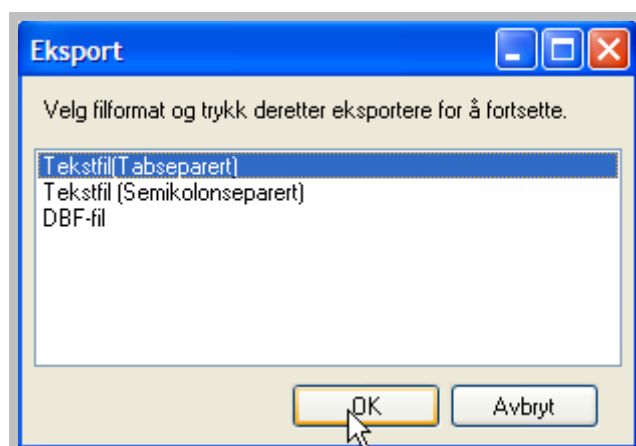 Eksport
Velg filformat og trykk deretter eksportere for å fortsette.
Tekstfil(Tabseparert)
Tekstfil (Semikolonseparert)
DBF-fil
OK
Avbryt